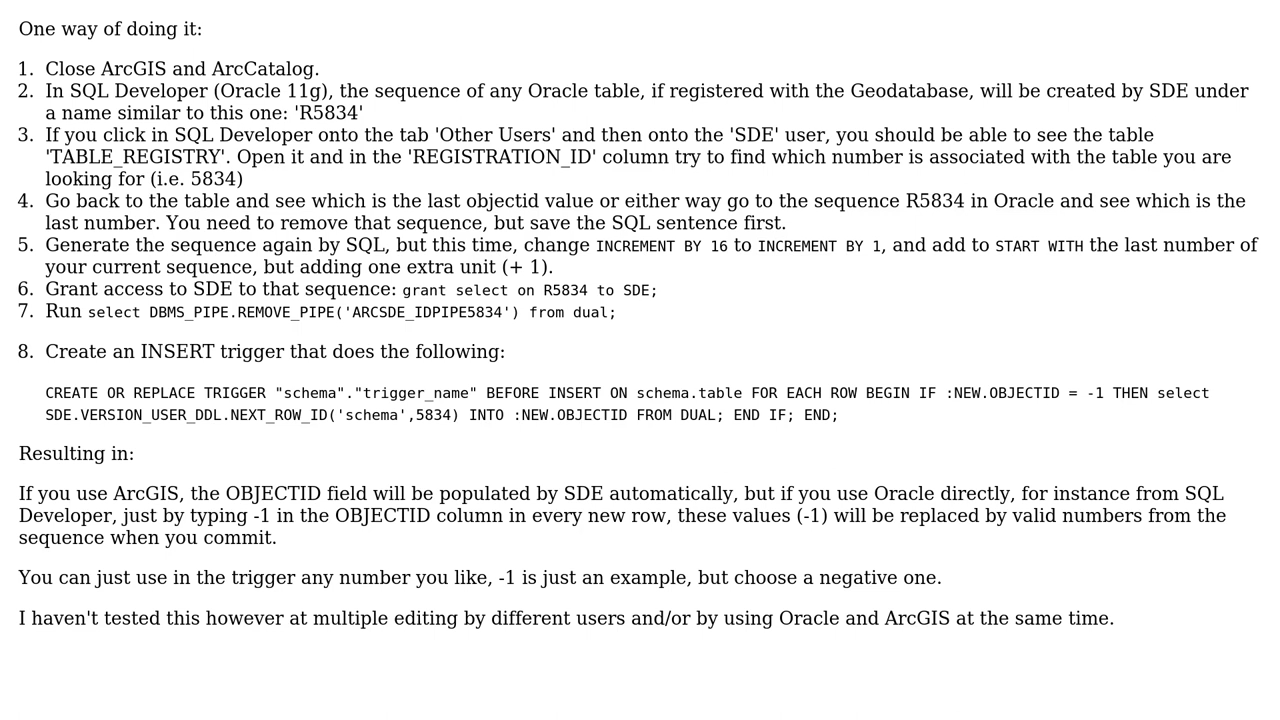 One way of doing it:
1. Close ArcGIS and ArcCatalog.
2. In SQL Developer (Oracle 11g), the sequence of any Oracle table, if registered with the Geodatabase, will be created by SDE under
a name similar to this one: 'R5834'
3. If you click in SQL Developer onto the tab 'Other Users' and then onto the 'SDE' user, you should be able to see the table
'TABLE_REGISTRY'. Open it and in the 'REGISTRATION_ID' column try to find which number is associated with the table you are
looking for (i.e. 5834)
4. Go back to the table and see which is the last objectid value or either way go to the sequence R5834 in Oracle and see which is the
last number. You need to remove that sequence, but save the SQL sentence first.
5. Generate the sequence again by SQL, but this time, change INCREMENT BY 16 to INCREMENT BY 1, and add to START WITH the last number of
your current sequence, but adding one extra unit (+ 1).
6. Grant access to SDE to that sequence: grant select on R5834 to SDE;
7. Run select DBMS_PIPE.REMOVE_PIPE('ARCSDE_IDPIPE5834') from dual;
8. Create an INSERT trigger that does the following:
CREATE OR REPLACE TRIGGER "schema"."trigger_name" BEFORE INSERT ON schema.table FOR EACH ROW BEGIN IF :NEW.OBJECTID = -1 THEN select
SDE.VERSION_USER_DDL.NEXT_ROW_ID('schema',5834) INTO :NEW.OBJECTID FROM DUAL; END IF; END;
Resulting in:
If you use ArcGIS, the OBJECTID field will be populated by SDE automatically, but if you use Oracle directly, for instance from SQL
Developer, just by typing -1 in the OBJECTID column in every new row, these values (-1) will be replaced by valid numbers from the
sequence when you commit.
You can just use in the trigger any number you like, -1 is just an example, but choose a negative one.
I haven't tested this however at multiple editing by different users and/or by using Oracle and ArcGIS at the same time.